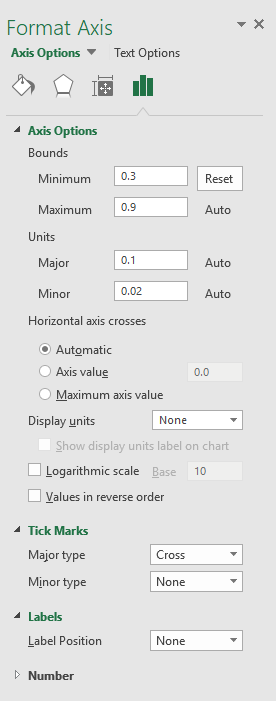 Format Axis
Axis Options Text Options
Axis Options
Bounds
Minimum 0.3 Reset
Maximum 0.9 Auto
Units
Major 0.1 Auto
Minor 0.02 Auto
Horizontal axis crosses
Automatic
Axis value 0.0
Maximum axis value
Display units None
Show display units label on chart
Logarithmic scale Base 10
Values in reverse order
Tick Marks
Major type Cross
Minor type None
Labels
Label Position None
Number